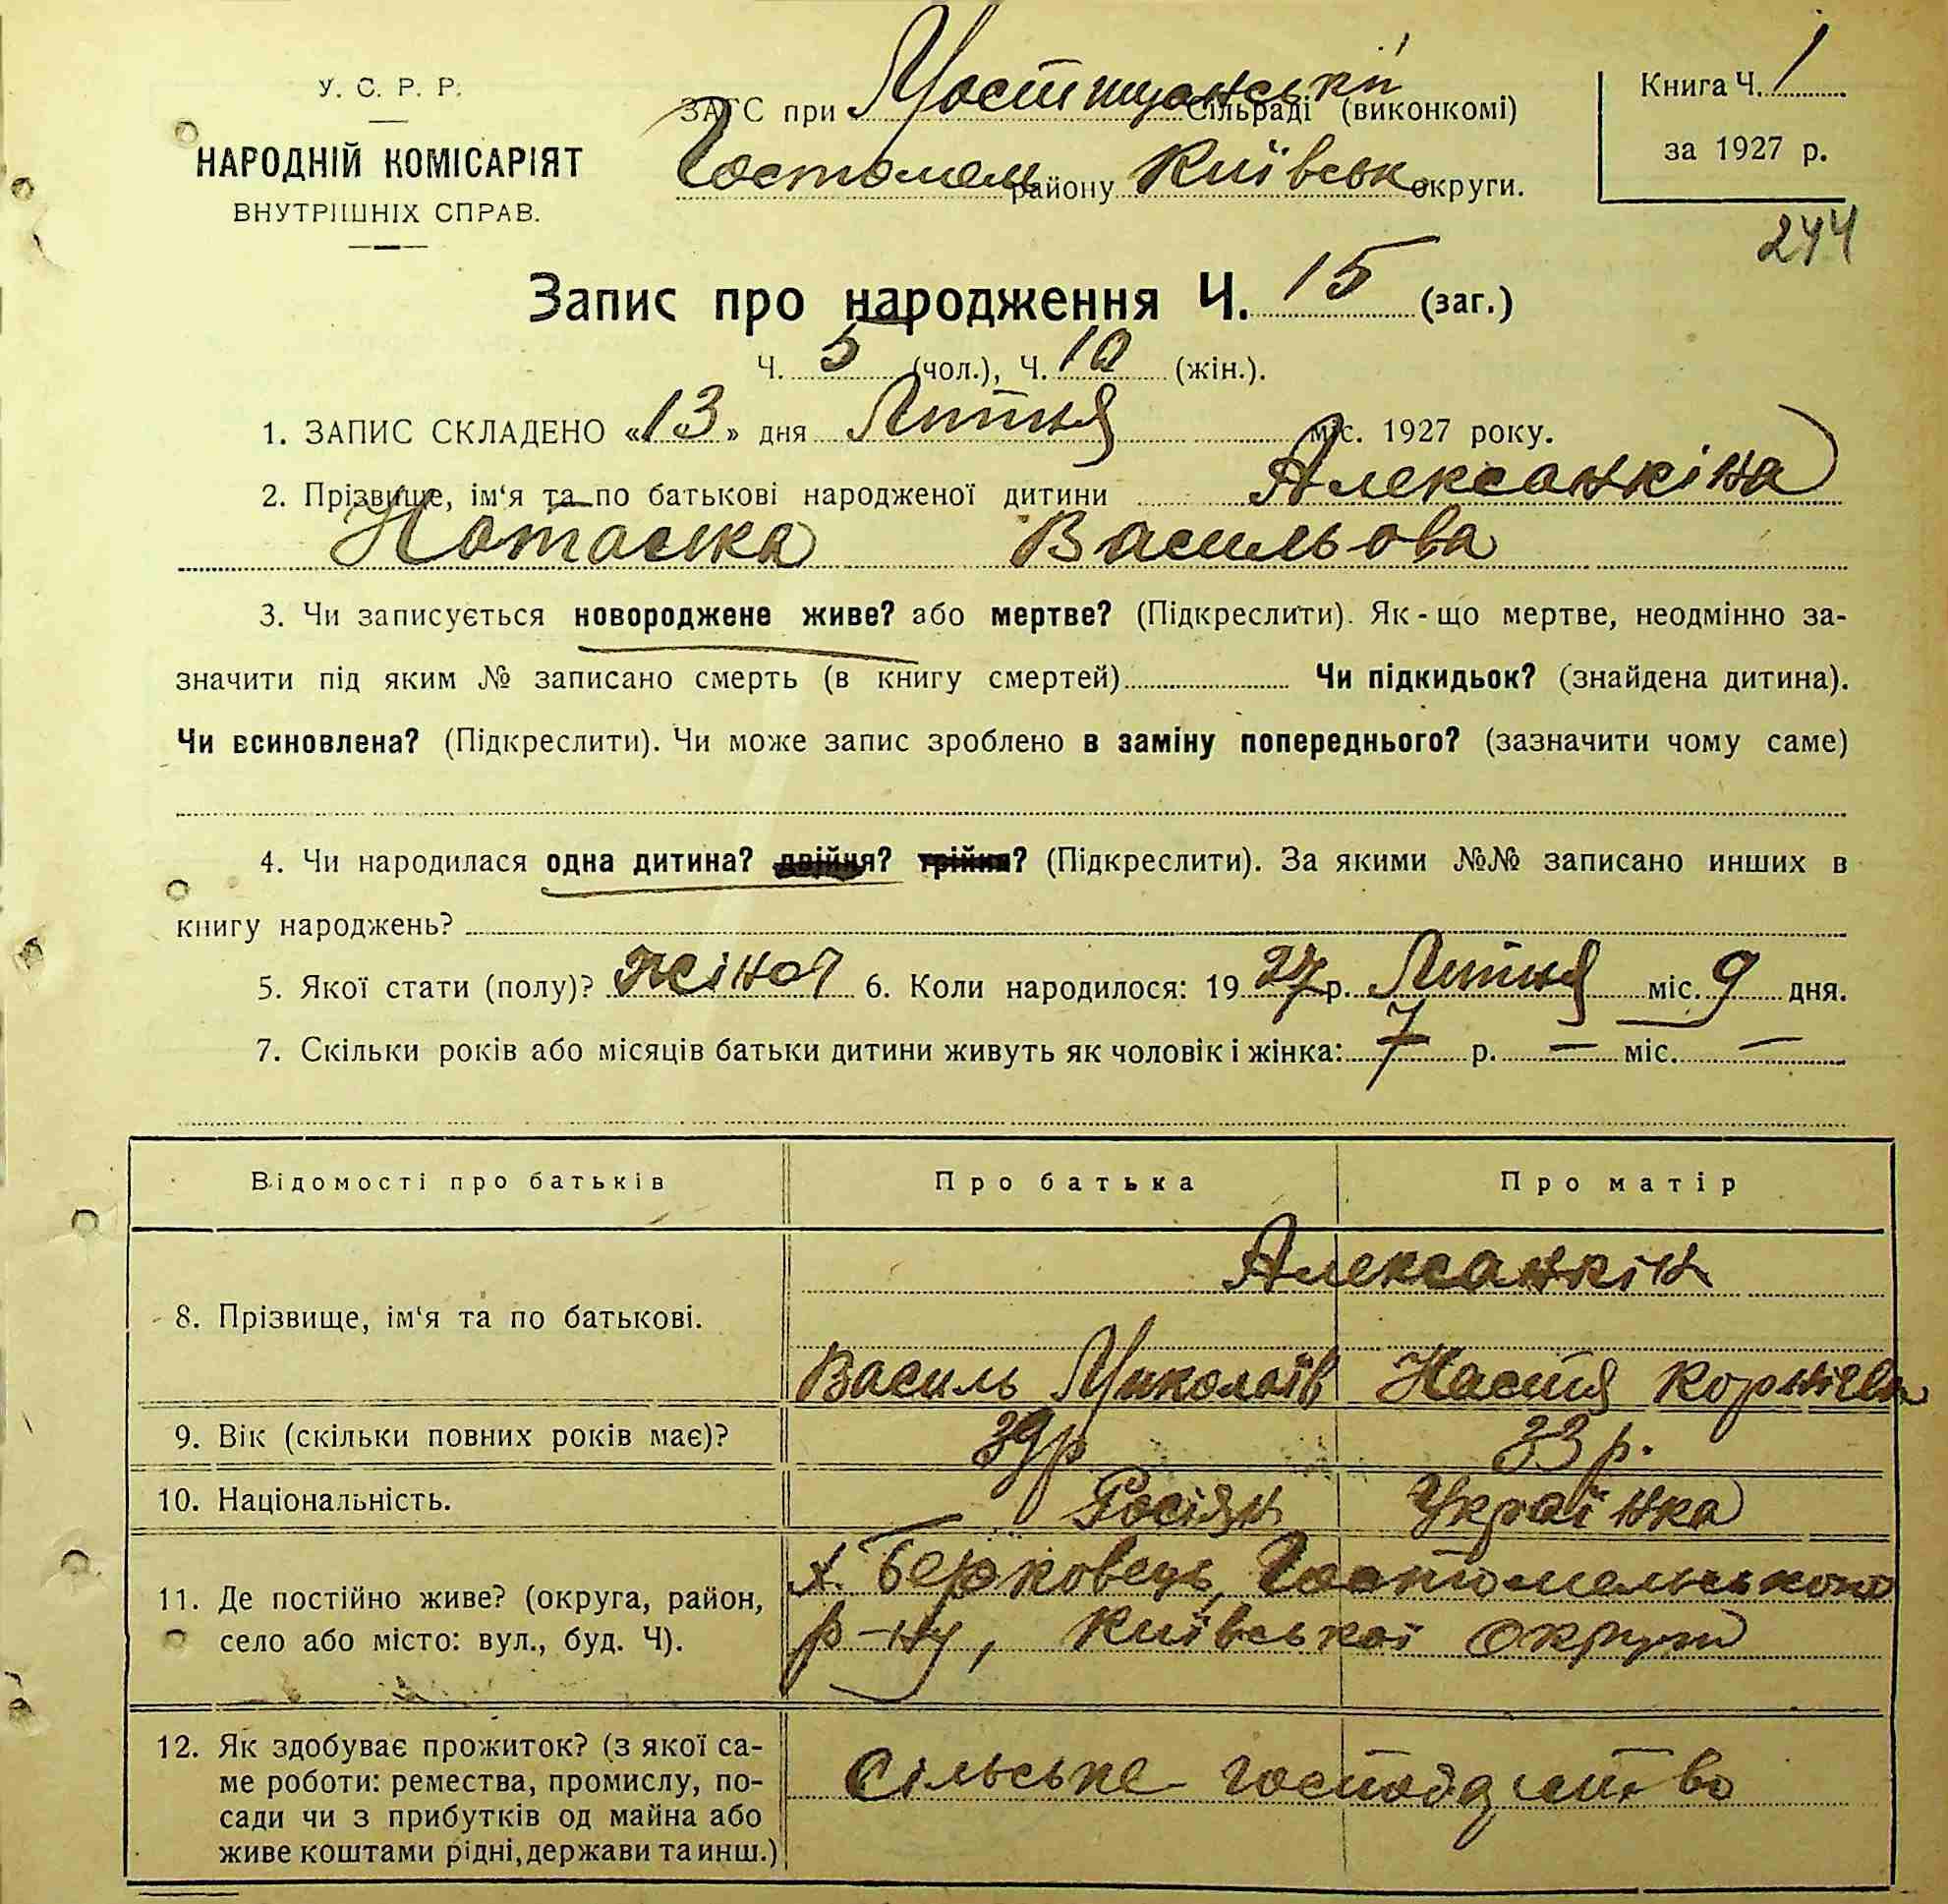 У. С. Р. Р.
НАРОДНІЙ КОМІСАРІЯТ
ВНУТРІШНІХ СПРАВ.
ЗАГС при Мостищанській Сільраді (виконкомі)
Гостомель району Київськ округи.
Книга Ч. 1
за 1927 р.
244
Запис про народження Ч. 15 (заг.)
Ч. 5 (чол.), Ч. 10 (жін.).
1. ЗАПИС СКЛАДЕНО «13» дня Липня міс. 1927 року.
2. Прізвище, ім‘я та по батькові народженої дитини Алексанкіна
Наталка Васильова
3. Чи записується новороджене живе? або мертве? (Підкреслити). Як-що мертве, неодмінно за-
значити під яким № записано смерть (в книгу смертей) Чи підкидьок? (знайдена дитина).
Чи всиновлена? (Підкреслити). Чи може запис зроблено в заміну попереднього? (зазначити чому саме)
4. Чи народилася одна дитина? двійня? трійня? (Підкреслити). За якими №№ записано инших в
книгу народжень?
5. Якої стати (полу)? жіноч 6. Коли народилося: 1927 р. Липня міс. 9 дня.
7. Скільки років або місяців батьки дитини живуть як чоловік і жінка: 7 р. — міс. —
Відомості про батьків Про батька Про матір
8. Прізвище, ім‘я та по батькові.
Алексанкін
Василь Миколаїв Настя Корнієва
9. Вік (скільки повних років має)? 39 р 33 р.
10. Національність. Росіян Українка
11. Де постійно живе? (округа, район,
село або місто: вул., буд. Ч).
х. Берковець, Гостомельського
р-ну, Київської округи
12. Як здобуває прожиток? (з якої са-
ме роботи: ремества, промислу, по-
сади чи з прибутків од майна або
живе коштами рідні, держави та инш.)
Сільське господарство